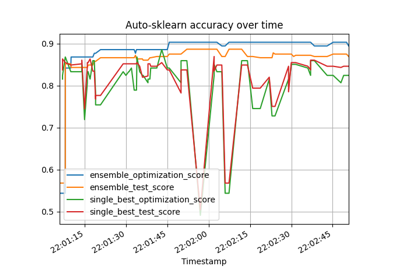 Auto-sklearn accuracy over time
0.9
0.8
0.7
0.6
0.5
ensemble_optimization_score
ensemble_test_score
single_best_optimization_score
single_best_test_score
22:01:15
22:01:30
22:01:45
22:02:00
22:02:15
22:02:30
22:02:45
Timestamp